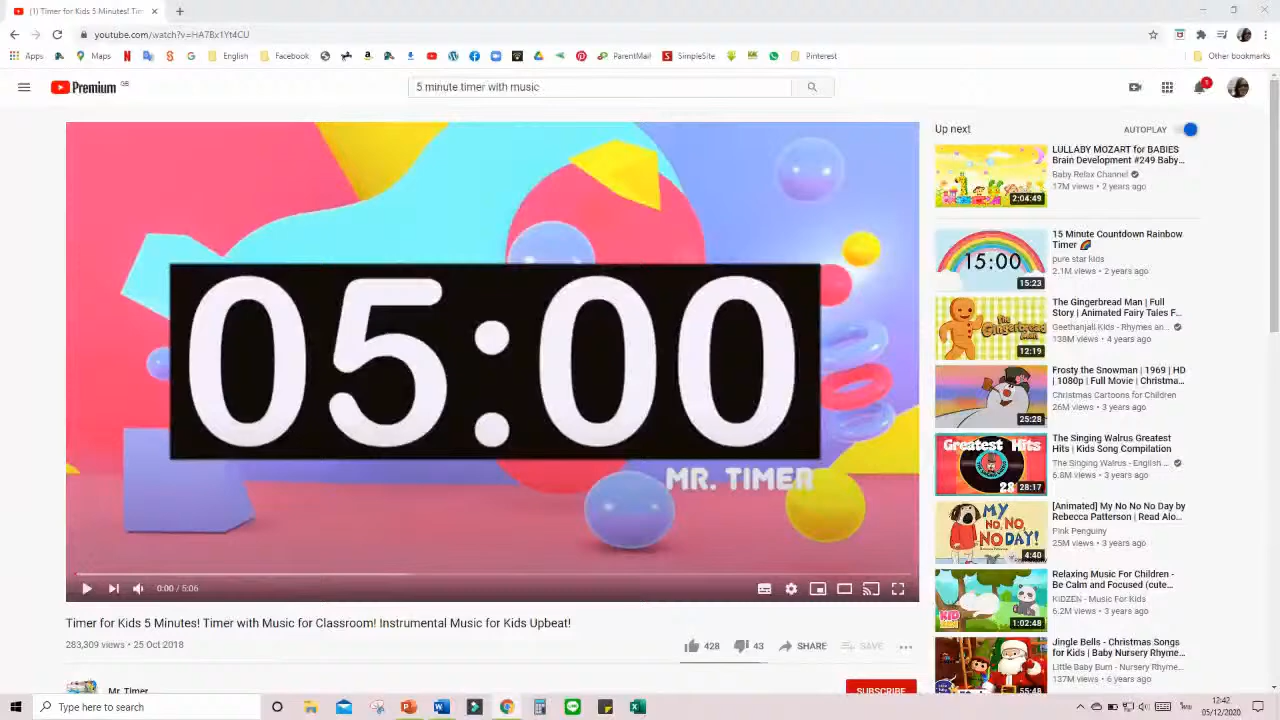 (1) Timer for Kids 5 Minutes! Tim
youtube.com/watch?v=HA7Bx1Yt4CU
Apps Maps English Facebook ParentMail SimpleSite Pinterest Other bookmarks
Premium GB
5 minute timer with music
05:00
MR. TIMER
0:00 / 5:06
Timer for Kids 5 Minutes! Timer with Music for Classroom! Instrumental Music for Kids Upbeat!
283,309 views • 25 Oct 2018
428 43 SHARE SAVE
Mr. Timer
SUBSCRIBE
Up next
AUTOPLAY
LULLABY MOZART for BABIES
Brain Development #249 Baby...
Baby Relax Channel
17M views • 2 years ago
2:04:49
15 Minute Countdown Rainbow
Timer 🌈
pure star kids
2.1M views • 2 years ago
15:00
15:23
The Gingerbread Man | Full
Story | Animated Fairy Tales F...
Geethanjali Kids - Rhymes an...
138M views • 4 years ago
The
Gingerbread
Man
12:19
Frosty the Snowman | 1969 | HD
| 1080p | Full Movie | Christma...
Christmas Cartoons for Children
26M views • 3 years ago
25:28
The Singing Walrus Greatest
Hits | Kids Song Compilation
The Singing Walrus - English ...
6.8M views • 3 years ago
Greatest Hits
28
28:17
[Animated] My No No No Day by
Rebecca Patterson | Read Alo...
Pink Penguiny
25M views • 3 years ago
MY
NO, NO,
NO DAY!
4:40
Relaxing Music For Children -
Be Calm and Focused (cute...
KIDZEN - Music For Kids
6.2M views • 3 years ago
1:02:48
Jingle Bells - Christmas Songs
for Kids | Baby Nursery Rhyme...
Little Baby Bum - Nursery Rhyme...
137M views • 6 years ago
55:48
Type here to search
12:42
05/12/2020